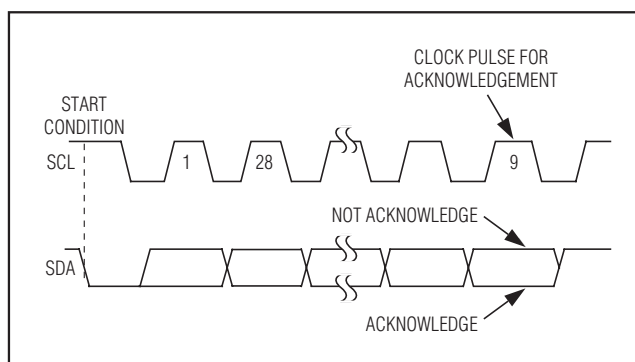 CLOCK PULSE FOR
ACKNOWLEDGEMENT
START
CONDITION
SCL
1
28
9
NOT ACKNOWLEDGE
SDA
ACKNOWLEDGE